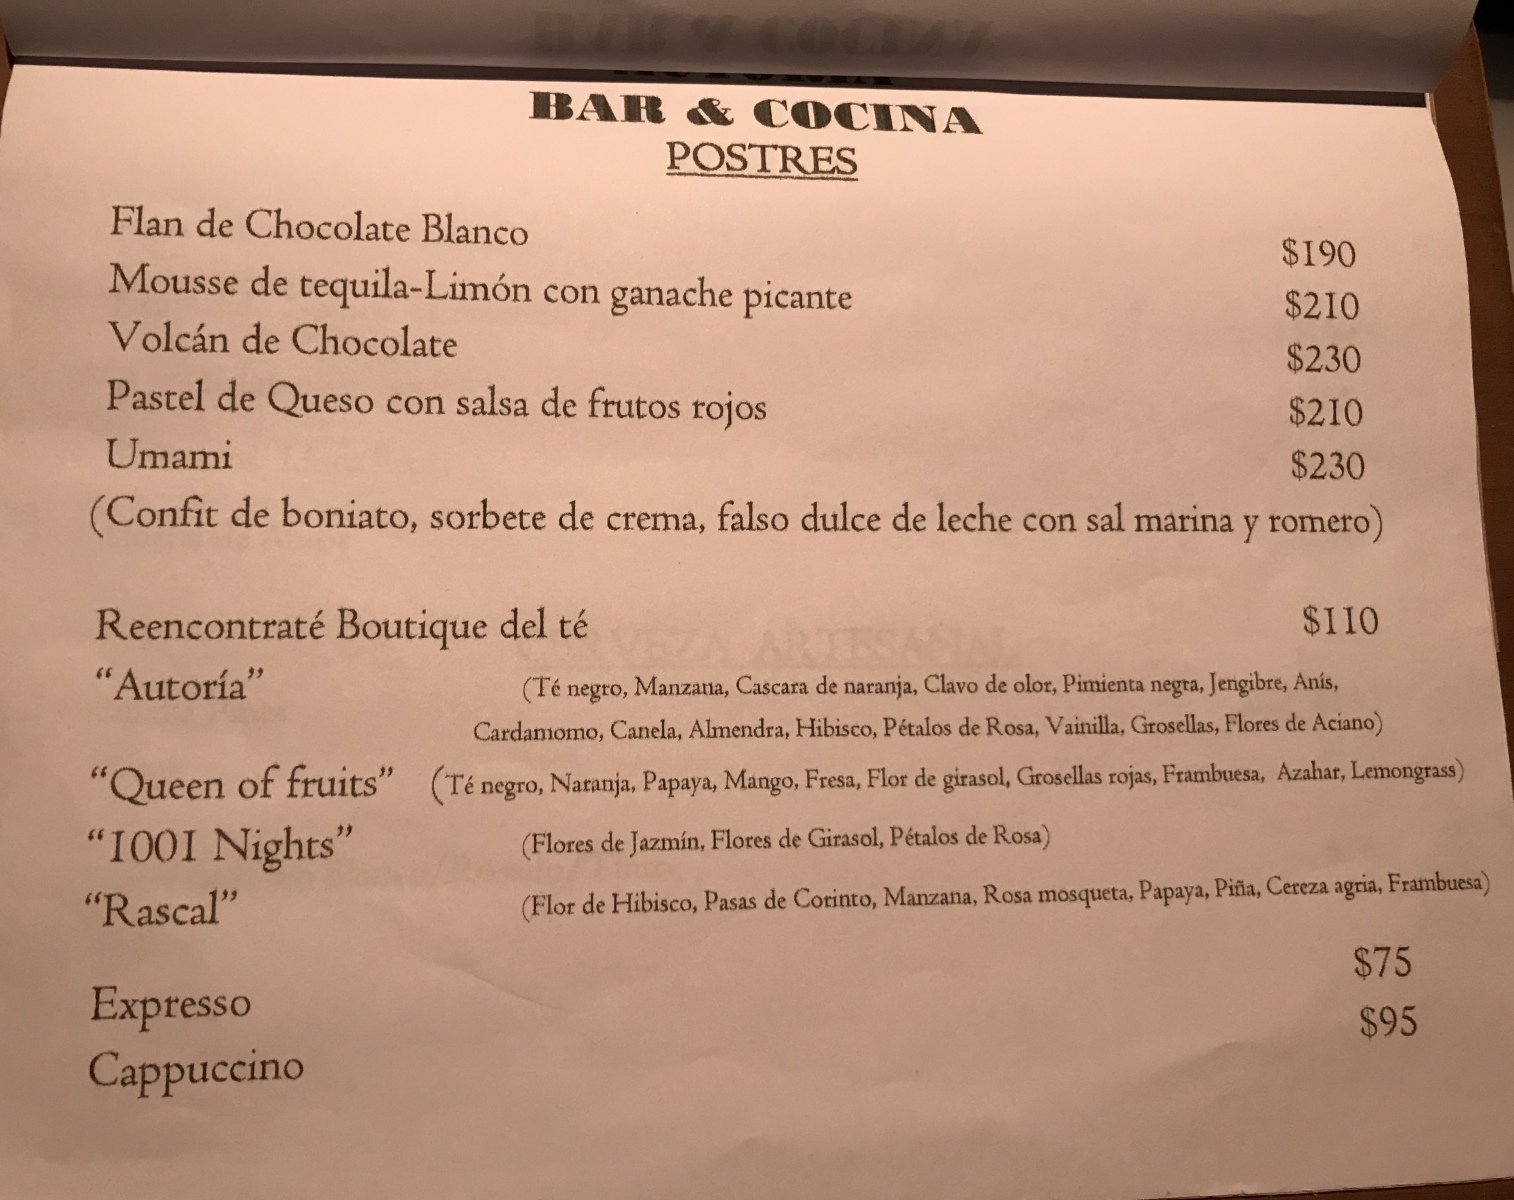 BAR & COCINA
POSTRES
Flan de Chocolate Blanco $190
Mousse de tequila-Limón con ganache picante $210
Volcán de Chocolate $230
Pastel de Queso con salsa de frutos rojos $210
Umami $230
(Confit de boniato, sorbete de crema, falso dulce de leche con sal marina y romero)
Reencontraté Boutique del té $110
“Autoría” (Té negro, Manzana, Cascara de naranja, Clavo de olor, Pimienta negra, Jengibre, Anís,
Cardamomo, Canela, Almendra, Hibisco, Pétalos de Rosa, Vainilla, Grosellas, Flores de Aciano)
“Queen of fruits” (Té negro, Naranja, Papaya, Mango, Fresa, Flor de girasol, Grosellas rojas, Frambuesa, Azahar, Lemongrass)
“1001 Nights” (Flores de Jazmín, Flores de Girasol, Pétalos de Rosa)
“Rascal” (Flor de Hibisco, Pasas de Corinto, Manzana, Rosa mosqueta, Papaya, Piña, Cereza agria, Frambuesa)
Expresso $75
Cappuccino $95